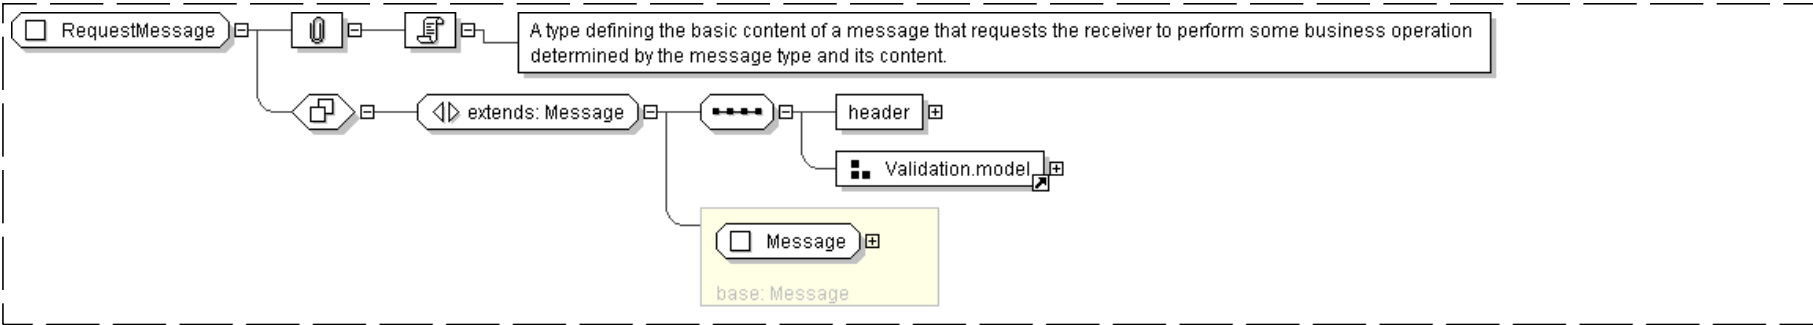 RequestMessage
A type defining the basic content of a message that requests the receiver to perform some business operation
determined by the message type and its content.
extends: Message
header
Validation.model
Message
base: Message